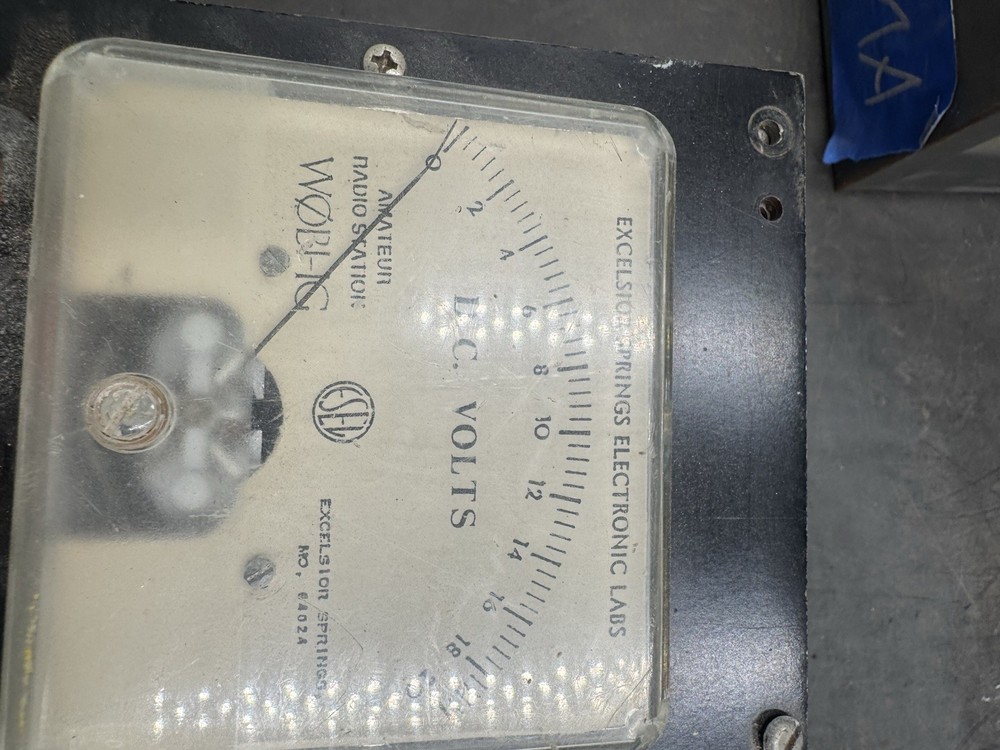 EXCELSIOR SPRINGS ELECTRONIC LABS
0 2 4 6 8 10 12 14 16 18 20
D.C. VOLTS
AMATEUR
RADIO STATION
WØBHG
ESEL
EXCELSIOR SPRINGS
MO, 64024